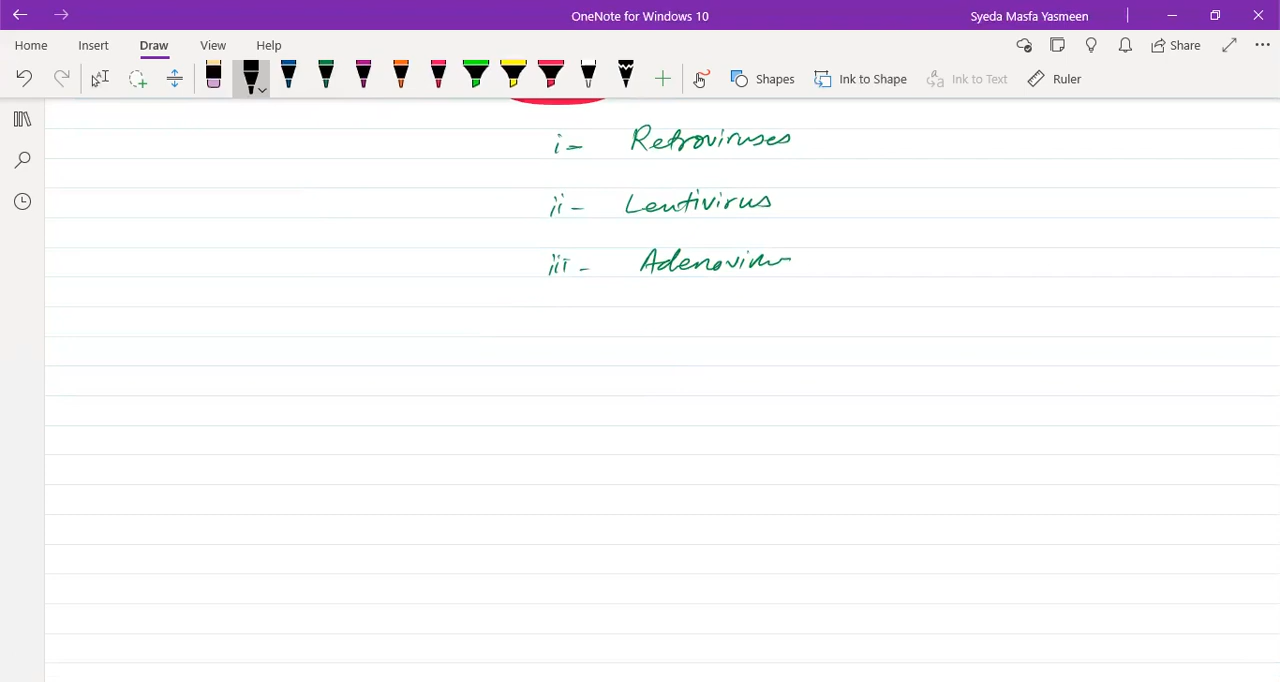 OneNote for Windows 10
Syeda Masfa Yasmeen
Home Insert Draw View Help
Share
Shapes Ink to Shape Ink to Text Ruler
i- Retroviruses
ii- Lentivirus
iii- Adenovirus